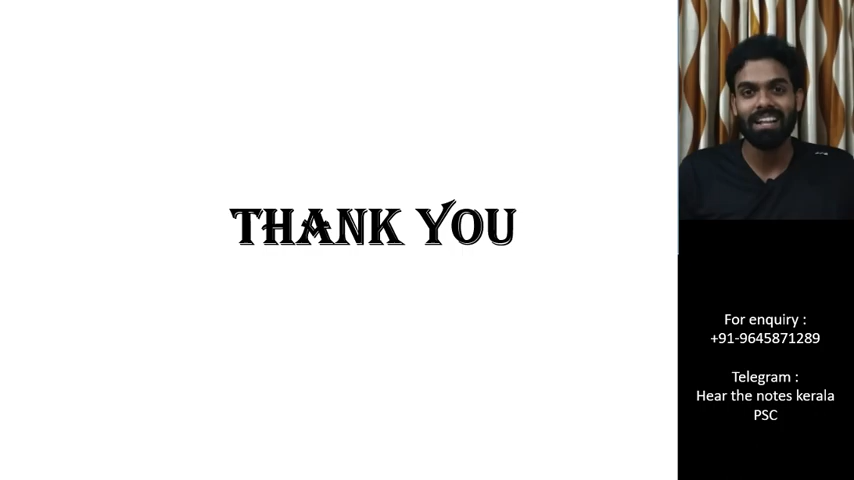 THANK YOU
For enquiry :
+91-9645871289
Telegram :
Hear the notes kerala
PSC